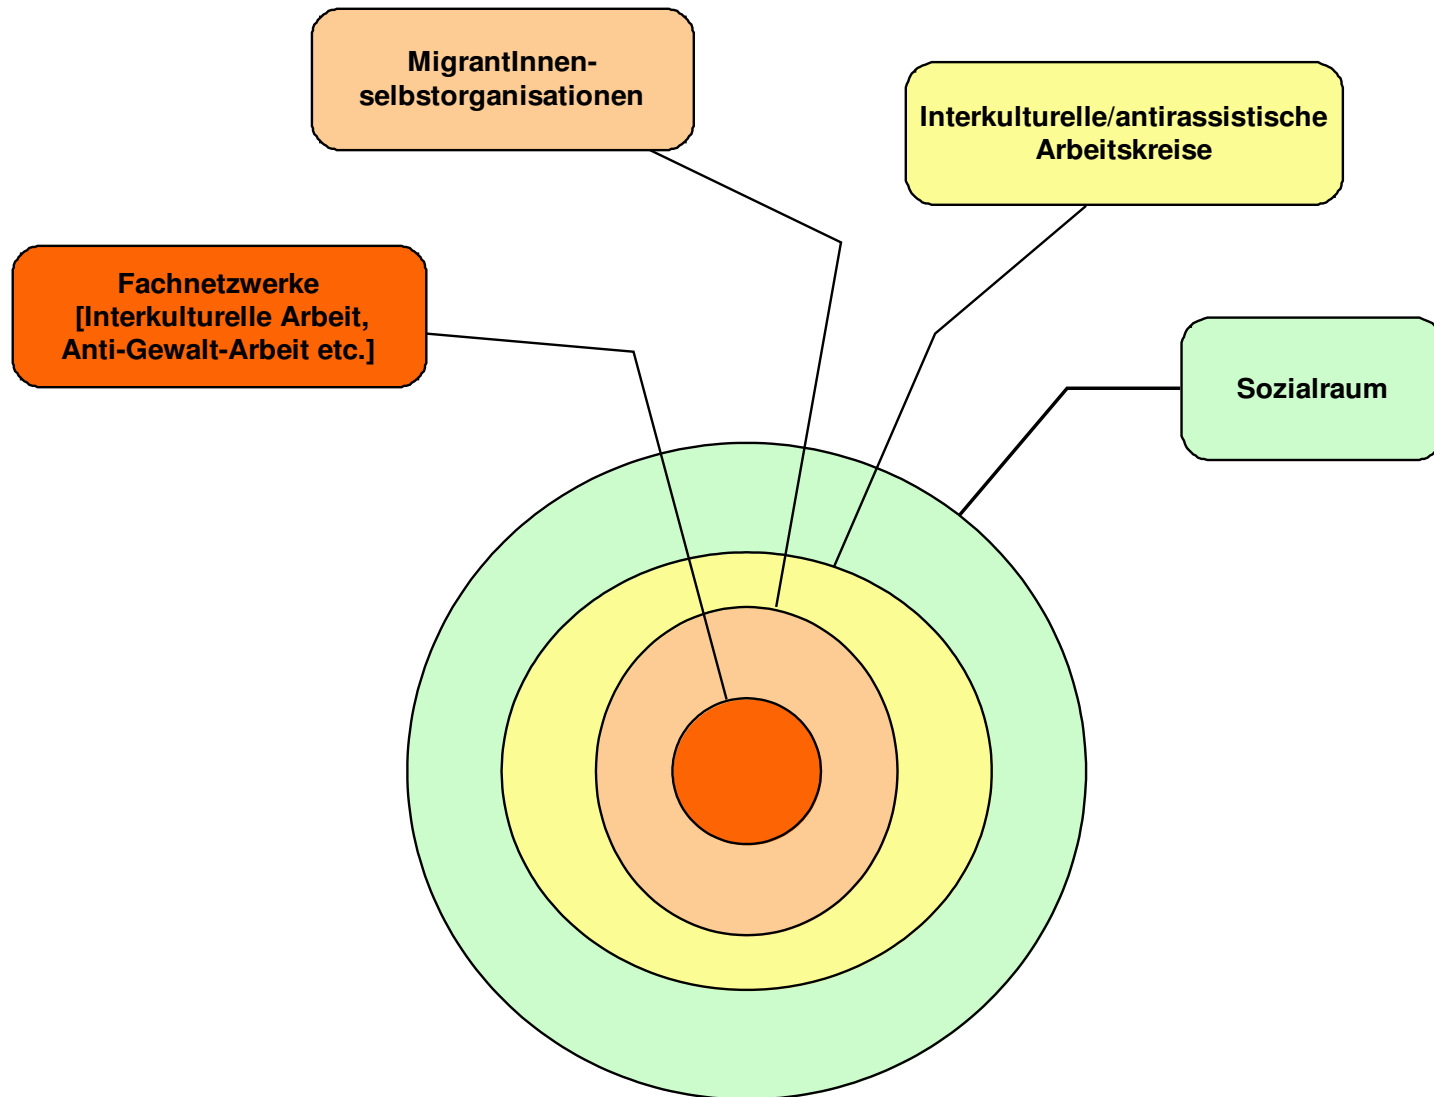 MigrantInnen-
selbstorganisationen
Interkulturelle/antirassistische
Arbeitskreise
Fachnetzwerke
[Interkulturelle Arbeit,
Anti-Gewalt-Arbeit etc.]
Sozialraum